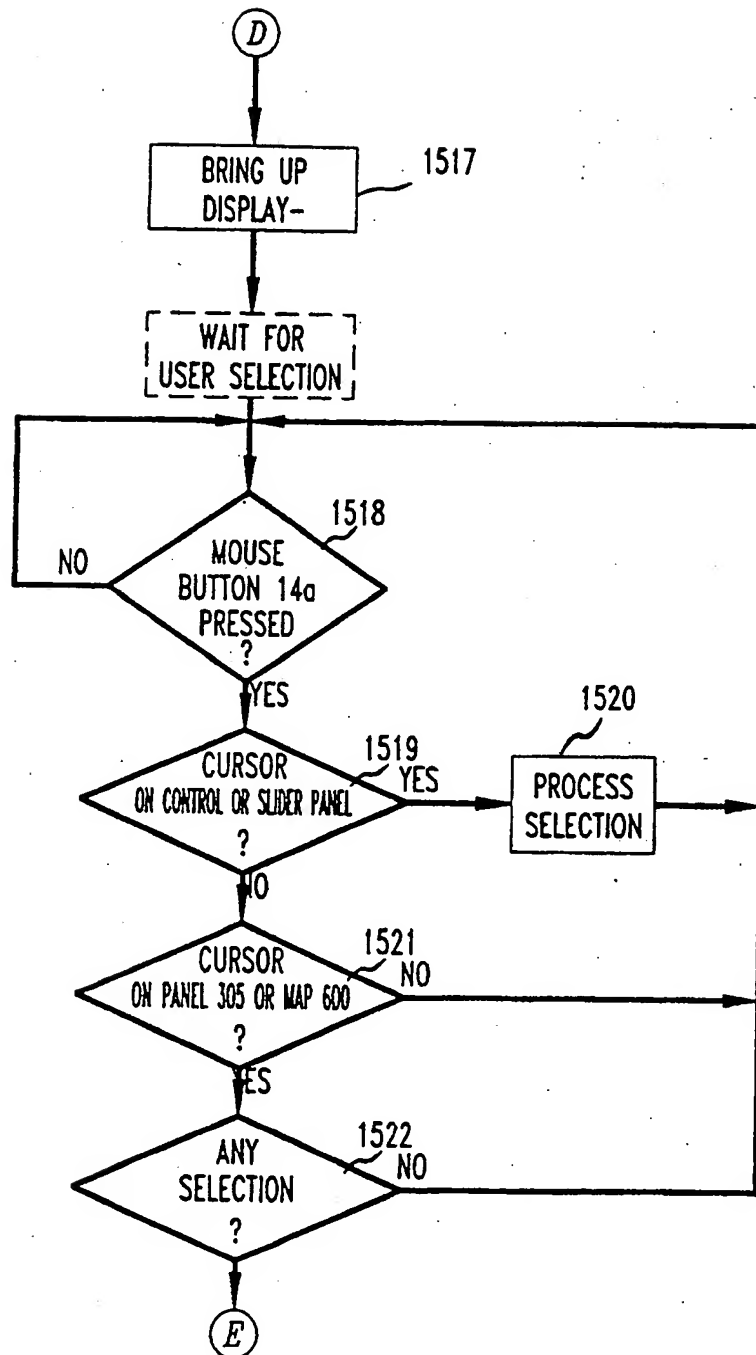 D
BRING UP
DISPLAY-
1517
WAIT FOR
USER SELECTION
1518
MOUSE
BUTTON 14a
PRESSED
?
NO
YES
1519
CURSOR
ON CONTROL OR SLIDER PANEL
?
YES
1520
PROCESS
SELECTION
NO
1521
CURSOR
ON PANEL 305 OR MAP 600
?
NO
YES
1522
ANY
SELECTION
?
NO
E